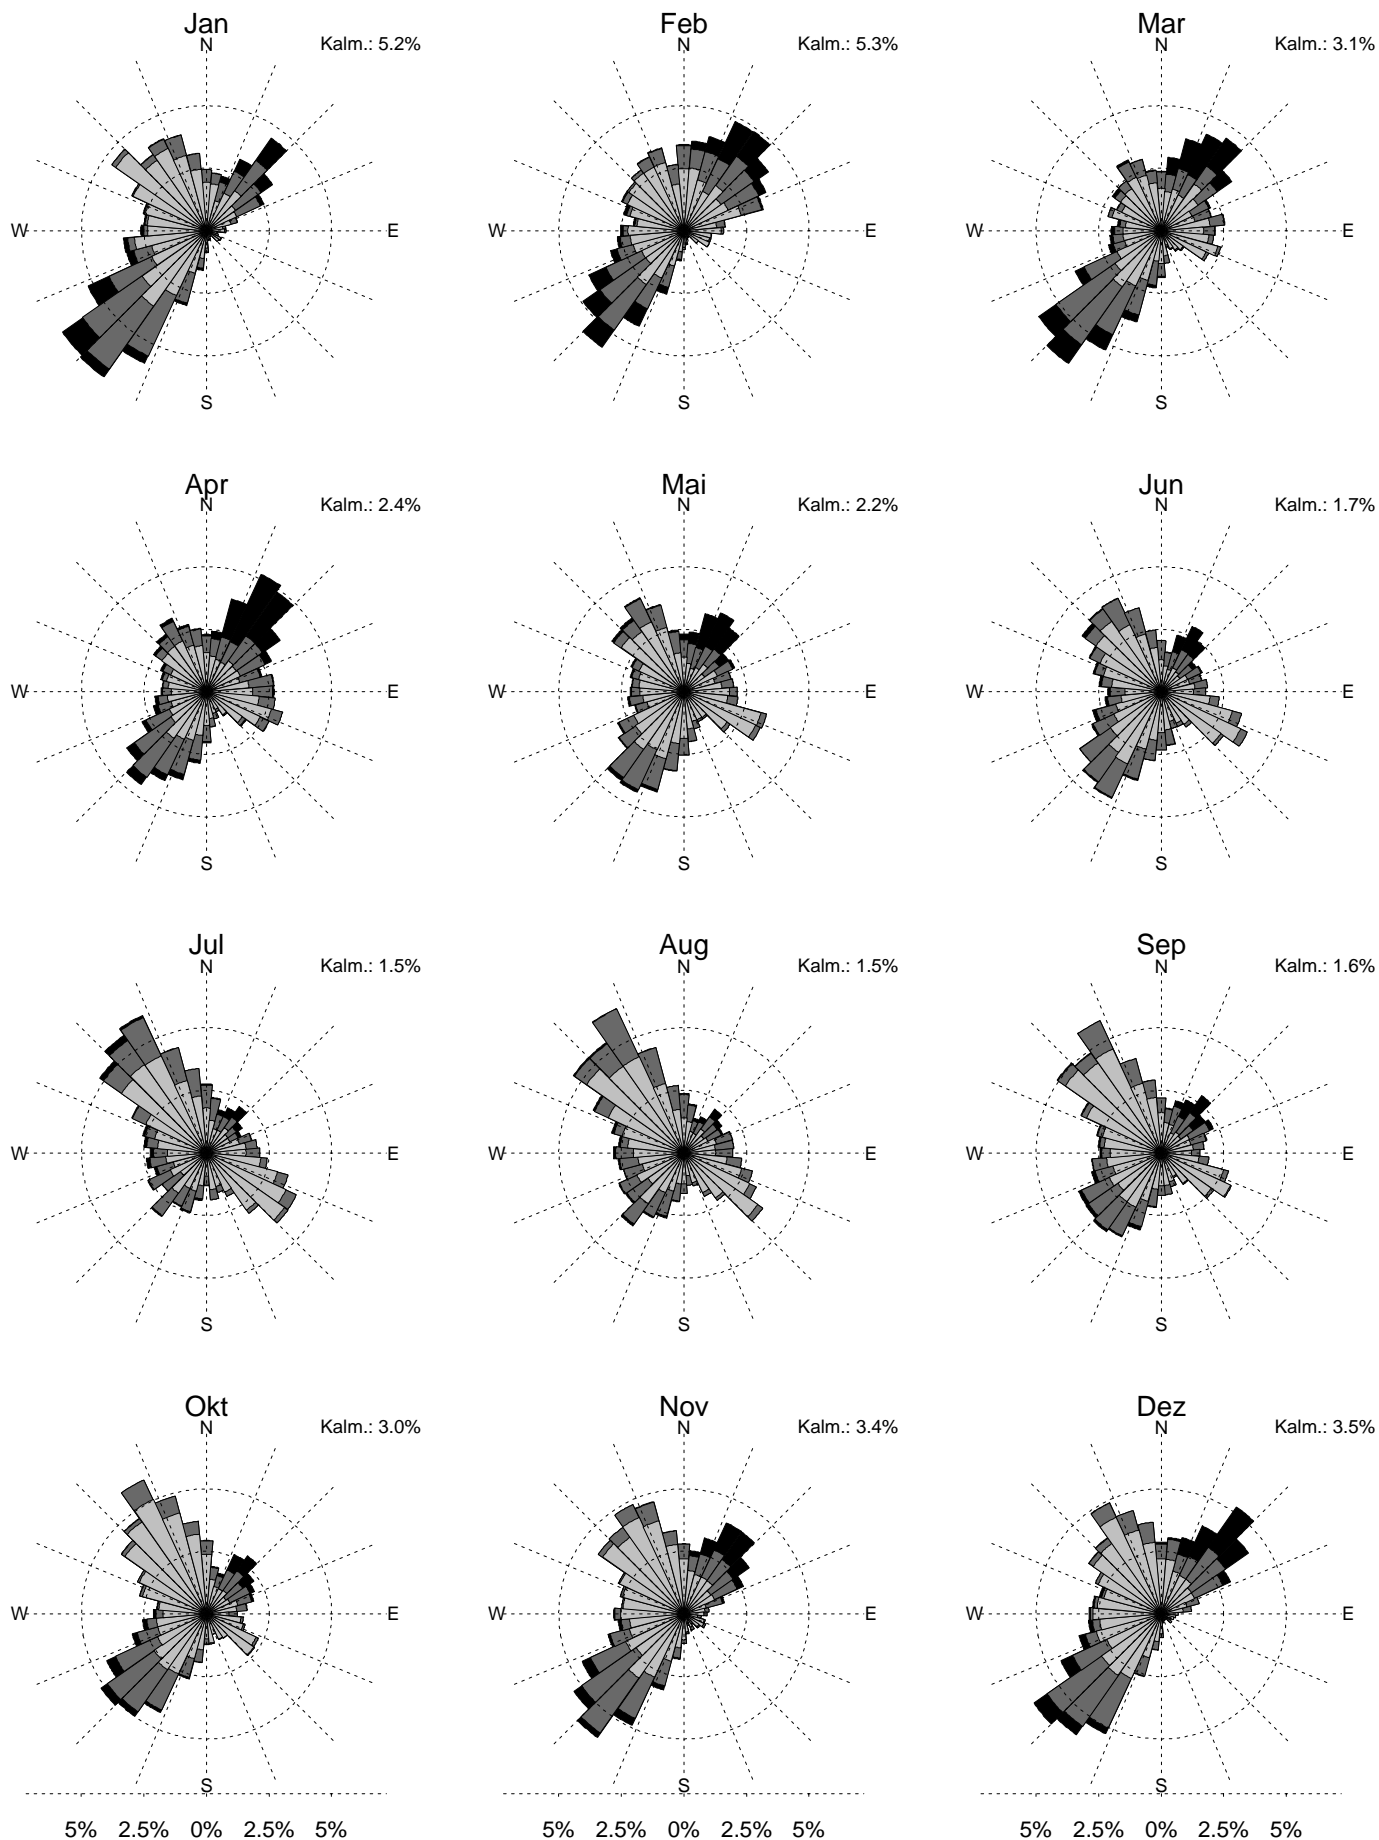 Jan
N
Kalm.: 5.2%
W
E
S
Feb
N
Kalm.: 5.3%
W
E
S
Mar
N
Kalm.: 3.1%
W
E
S
Apr
N
Kalm.: 2.4%
W
E
S
Mai
N
Kalm.: 2.2%
W
E
S
Jun
N
Kalm.: 1.7%
W
E
S
Jul
N
Kalm.: 1.5%
W
E
S
Aug
N
Kalm.: 1.5%
W
E
S
Sep
N
Kalm.: 1.6%
W
E
S
Okt
N
Kalm.: 3.0%
W
E
S
Nov
N
Kalm.: 3.4%
W
E
S
Dez
N
Kalm.: 3.5%
W
E
S
5% 2.5% 0% 2.5% 5%
5% 2.5% 0% 2.5% 5%
5% 2.5% 0% 2.5% 5%